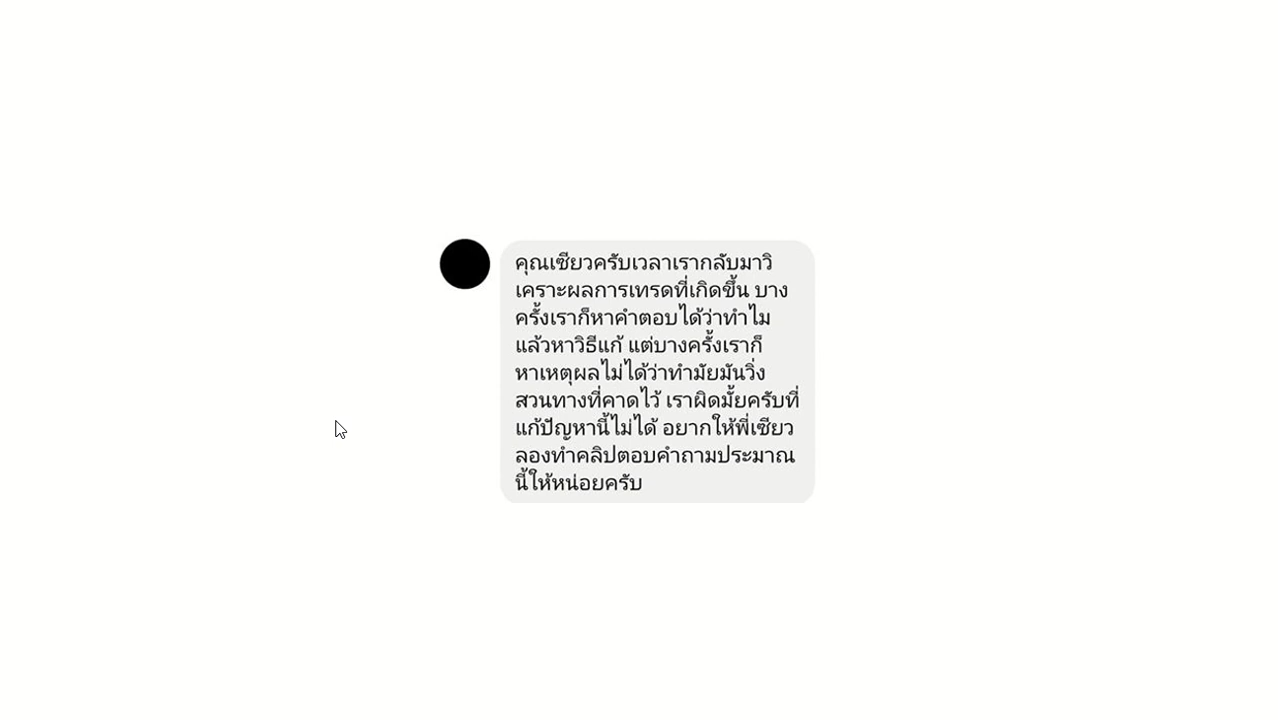 คุณเซียวครับเวลาเรากลับมาวิ
เคราะผลการเทรดที่เกิดขึ้น บาง
ครั้งเราก็หาคำตอบได้ว่าทำไม
แล้วหาวิธีแก้ แต่บางครั้งเราก็
หาเหตุผลไม่ได้ว่าทำมัยมันวิ่ง
สวนทางที่คาดไว้ เราผิดมั้ยครับที่
แก้ปัญหานี้ไม่ได้ อยากให้พี่เซียว
ลองทำคลิปตอบคำถามประมาณ
นี้ให้หน่อยครับ